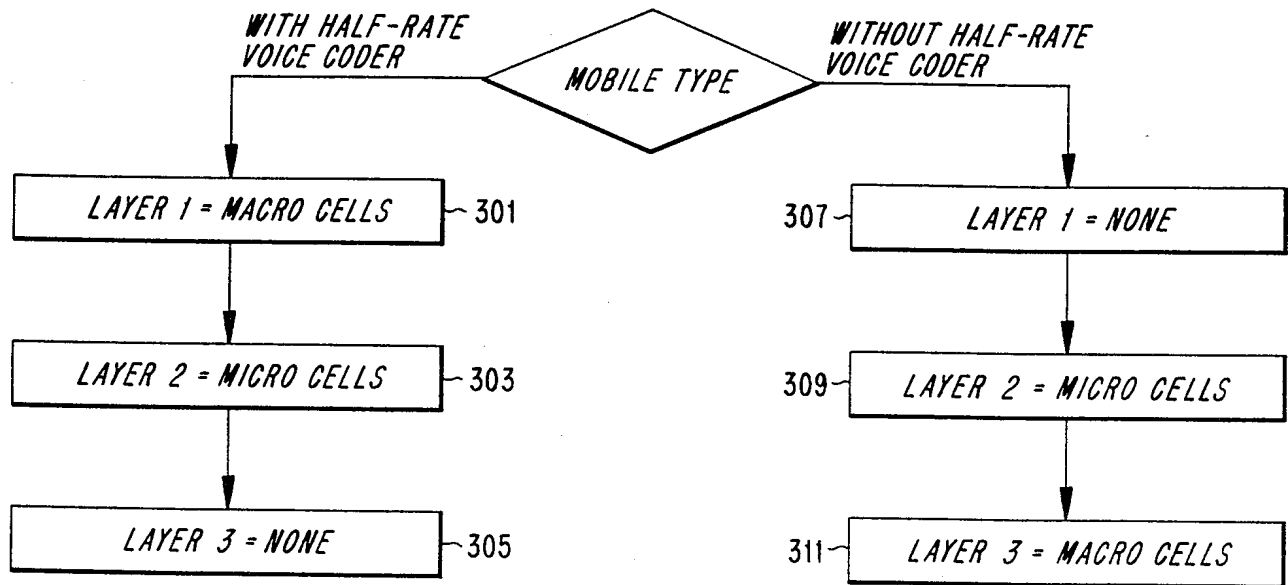 WITH HALF-RATE
VOICE CODER
MOBILE TYPE
WITHOUT HALF-RATE
VOICE CODER
LAYER 1 = MACRO CELLS
301
LAYER 2 = MICRO CELLS
303
LAYER 3 = NONE
305
307
LAYER 1 = NONE
309
LAYER 2 = MICRO CELLS
311
LAYER 3 = MACRO CELLS